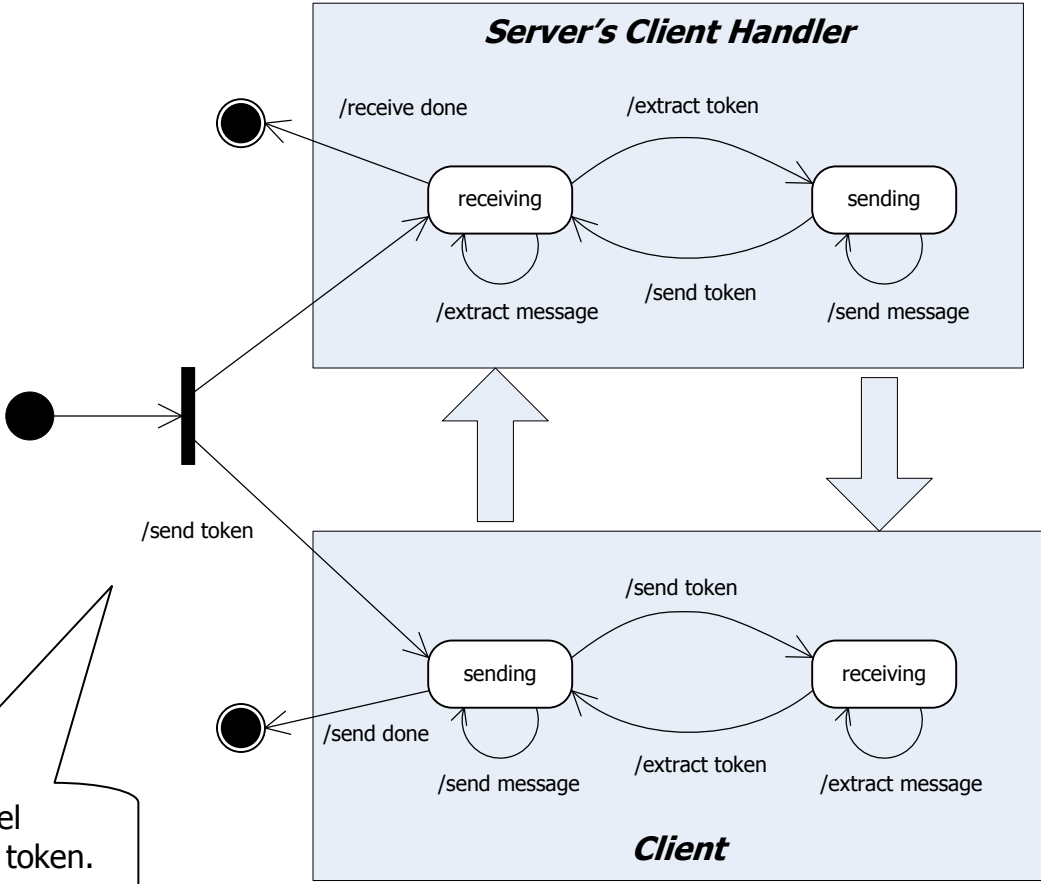 Server's Client Handler
/receive done
/extract token
receiving
sending
/send token
/extract message
/send message
/send token
/send token
sending
receiving
/send done
/extract token
/send message
/extract message
token.
Client